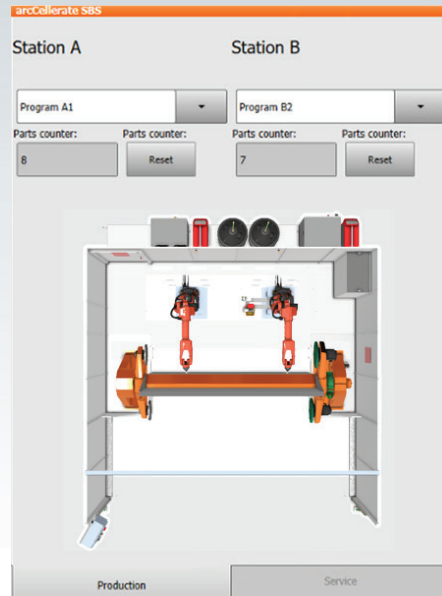 arcCellerate SBS
Station A Station B
Program A1 Program B2
Parts counter: Parts counter: Parts counter: Parts counter:
8 Reset 7 Reset
Production Service